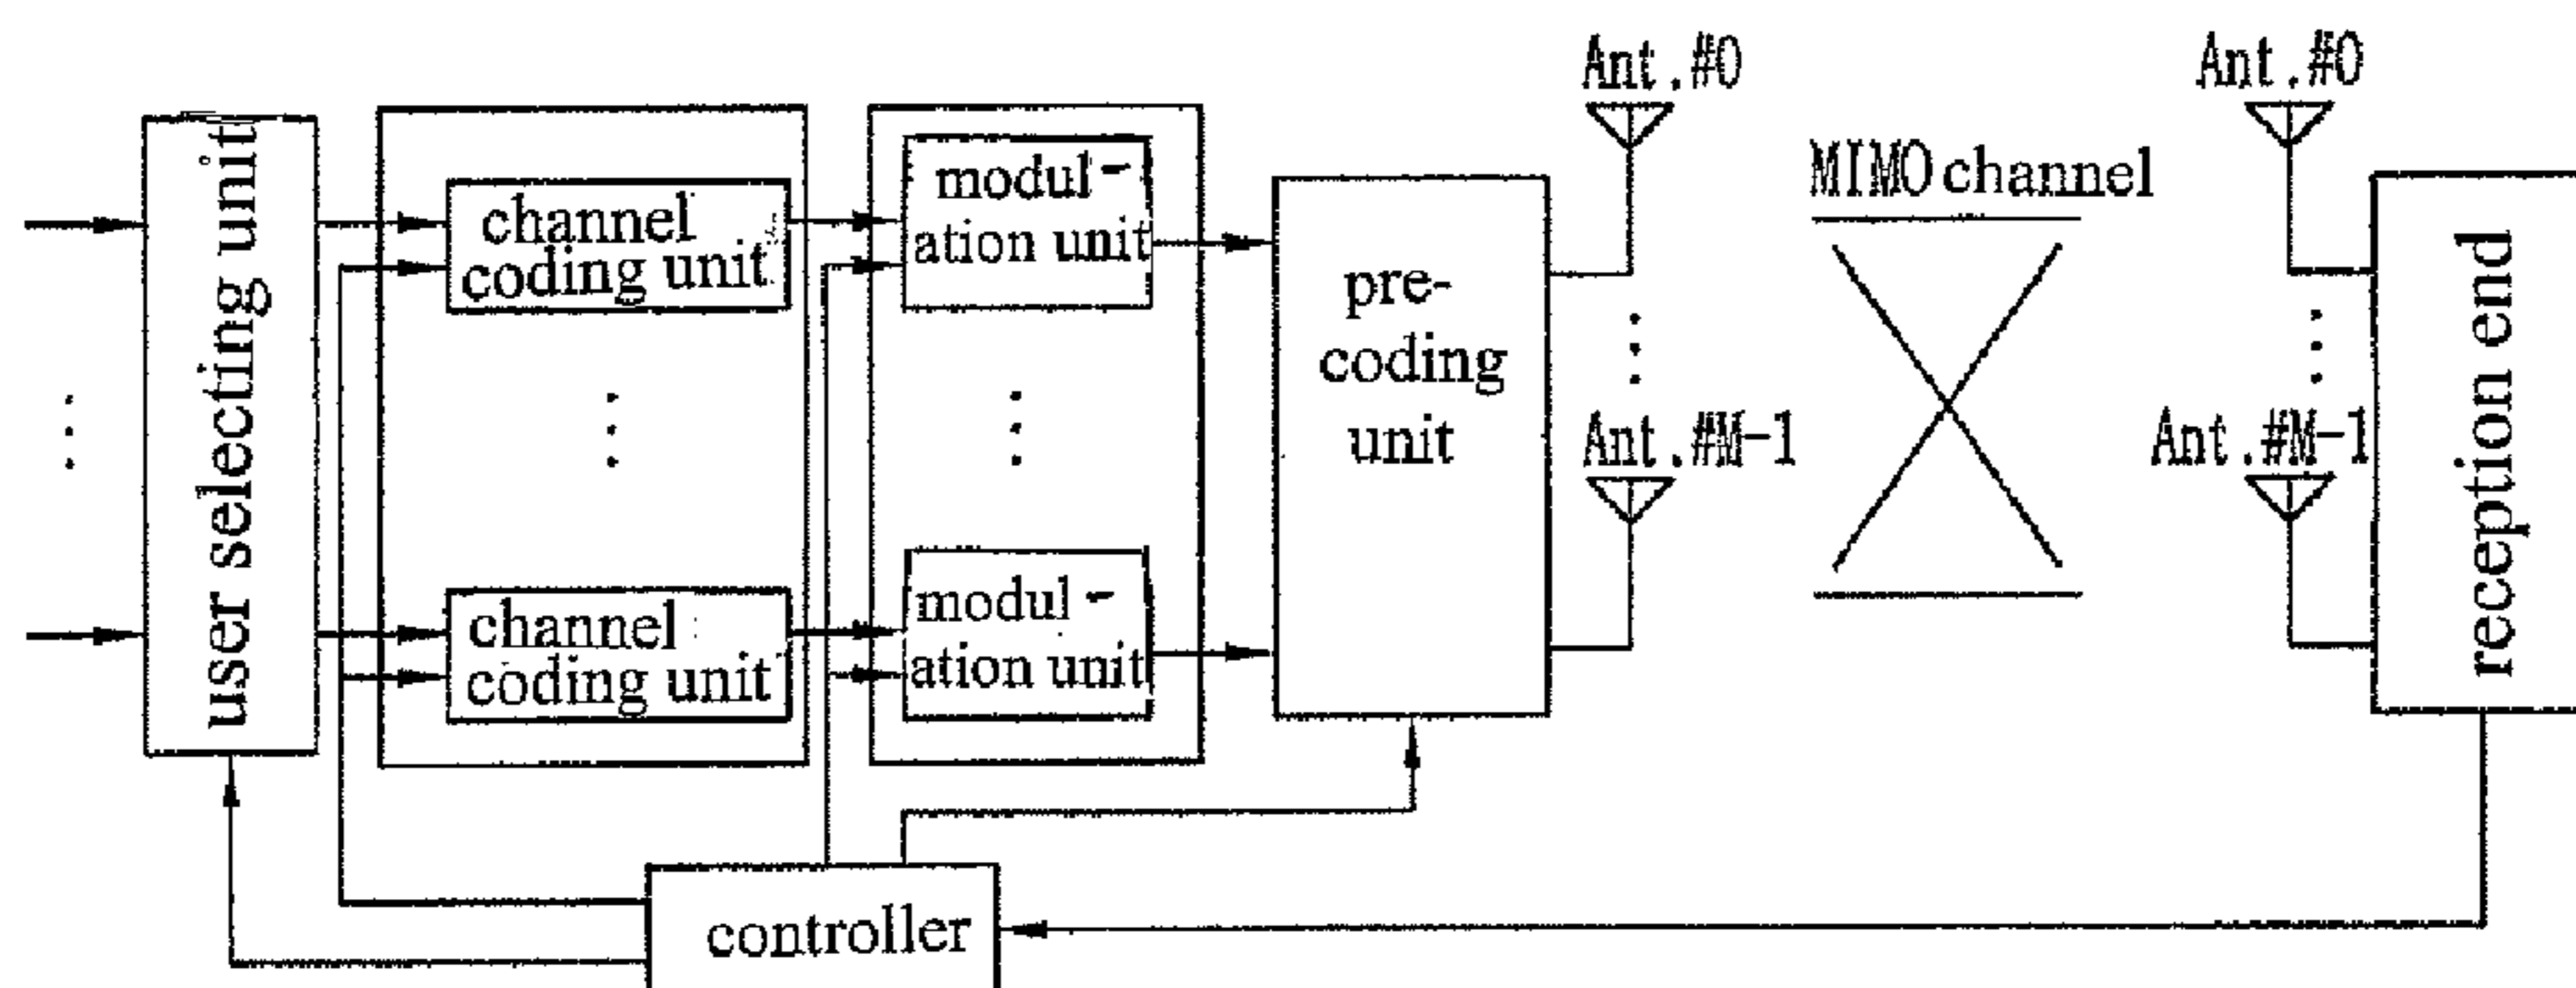 user selecting unit
channel
coding unit
channel
coding unit
modul-
ation unit
modul-
ation unit
pre-
coding
unit
Ant.#0
Ant.#M-1
MIMO channel
Ant.#0
Ant.#M-1
reception end
controller